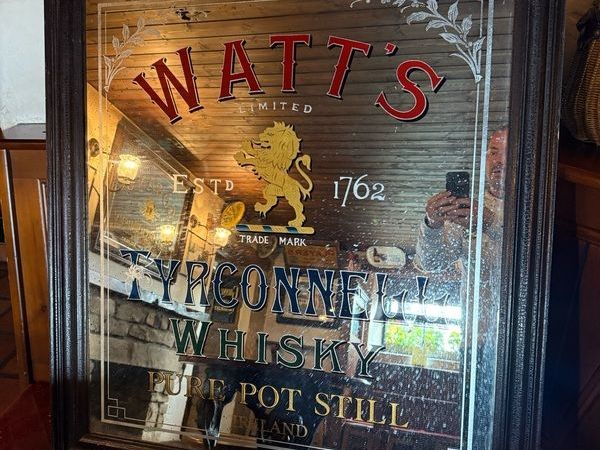 WATT'S
LIMITED
ESTD 1762
TRADE MARK
TYRCONNELL
WHISKY
PURE POT STILL
IRELAND